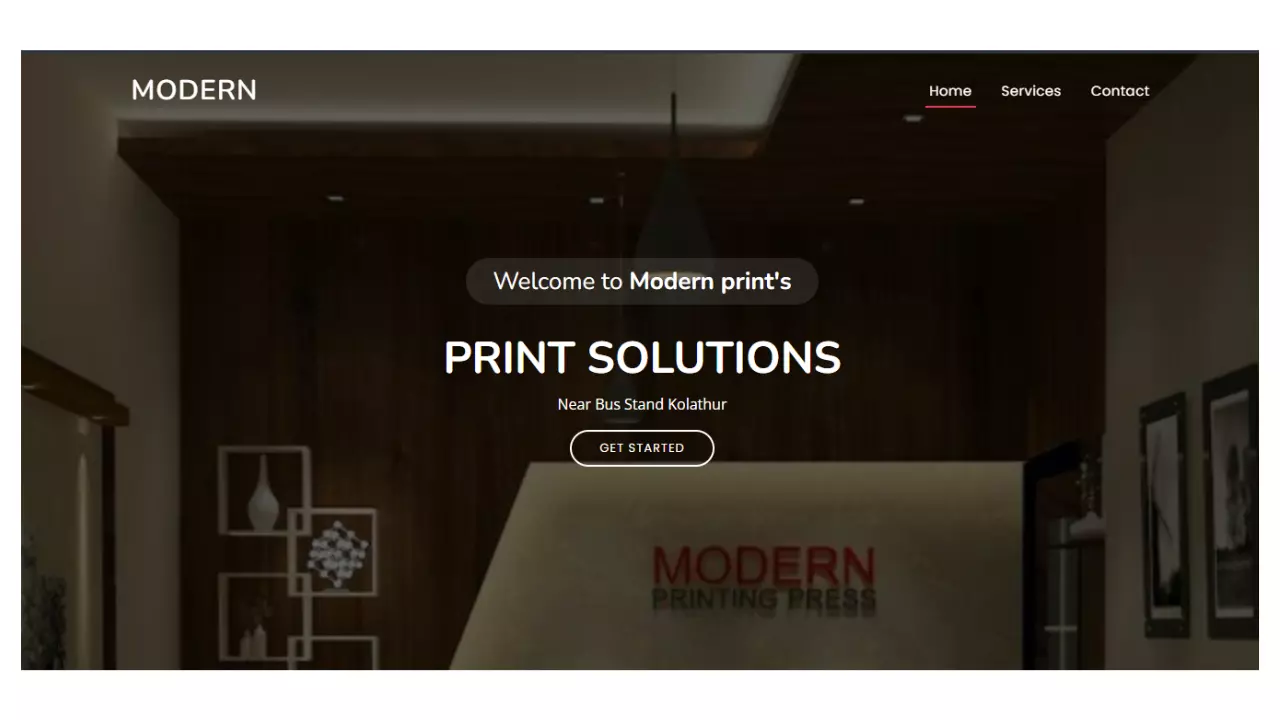 MODERN
Home Services Contact
Welcome to Modern print's
PRINT SOLUTIONS
Near Bus Stand Kolathur
GET STARTED
MODERN
PRINTING PRESS